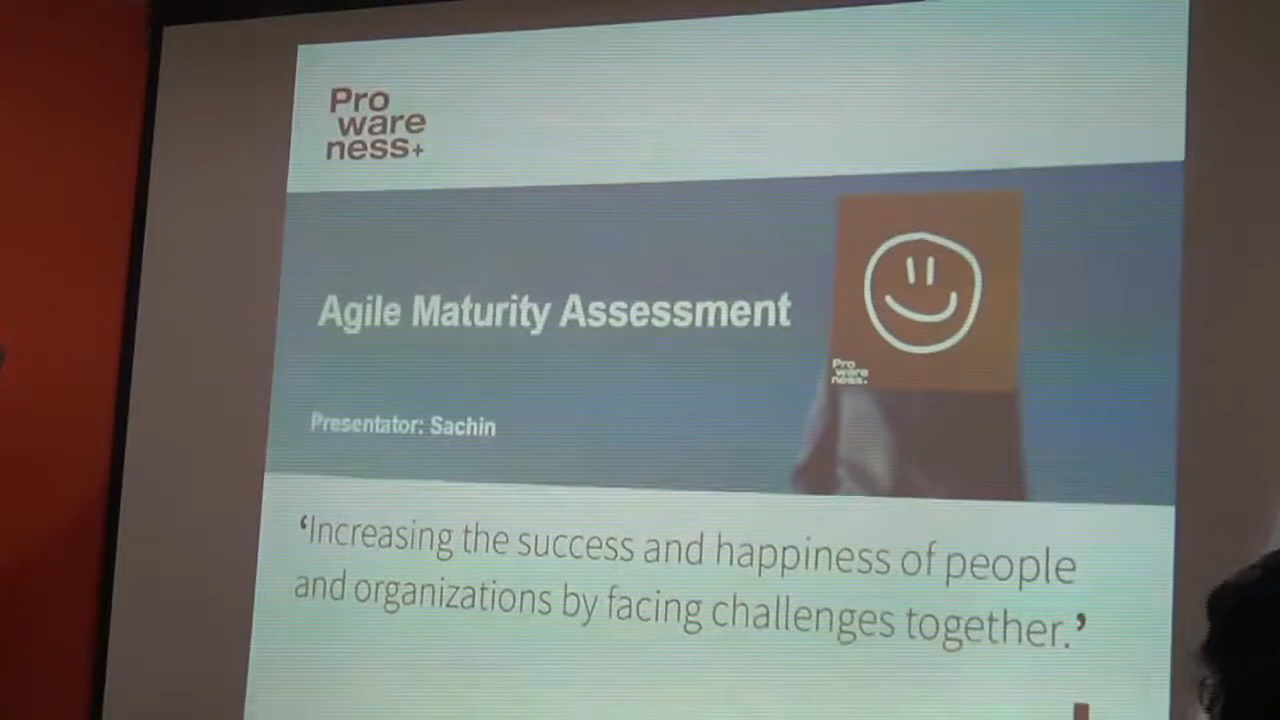 Pro
ware
ness+
Agile Maturity Assessment
Pro
ware
ness+
Presentator: Sachin
‘Increasing the success and happiness of people
and organizations by facing challenges together.’